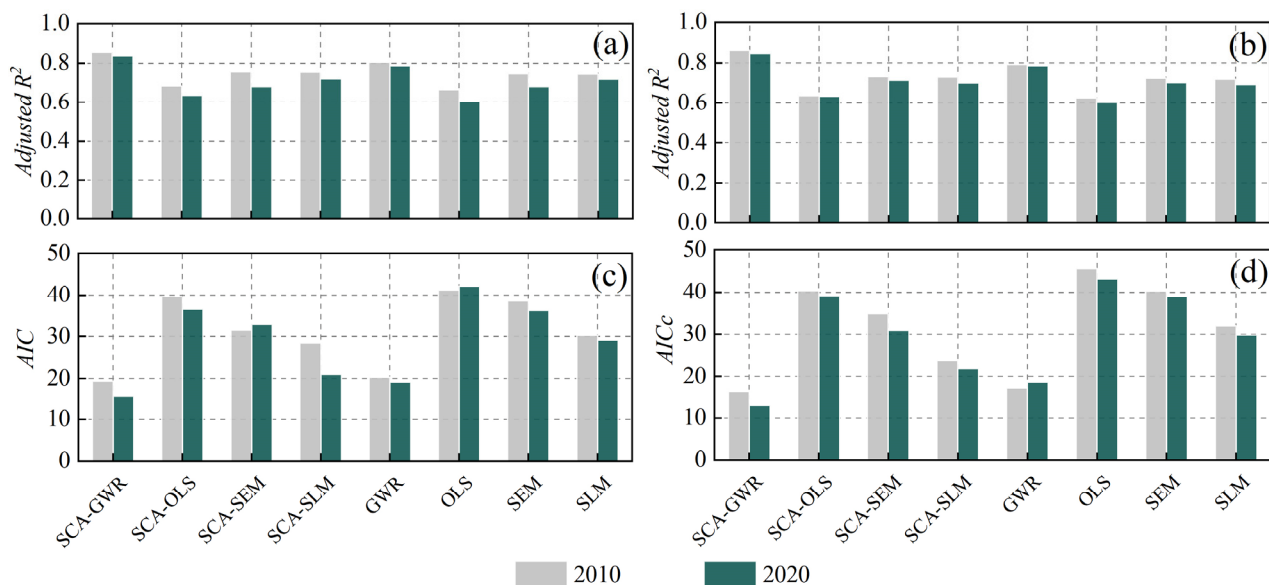 (a)
Adjusted R²
1.0
0.8
0.6
0.4
0.2
0.0
(b)
Adjusted R²
1.0
0.8
0.6
0.4
0.2
0.0
(c)
AIC
50
40
30
20
10
0
SCA-GWR
SCA-OLS
SCA-SEM
SCA-SLM
GWR
OLS
SEM
SLM
(d)
AICc
50
40
30
20
10
0
SCA-GWR
SCA-OLS
SCA-SEM
SCA-SLM
GWR
OLS
SEM
SLM
2010
2020